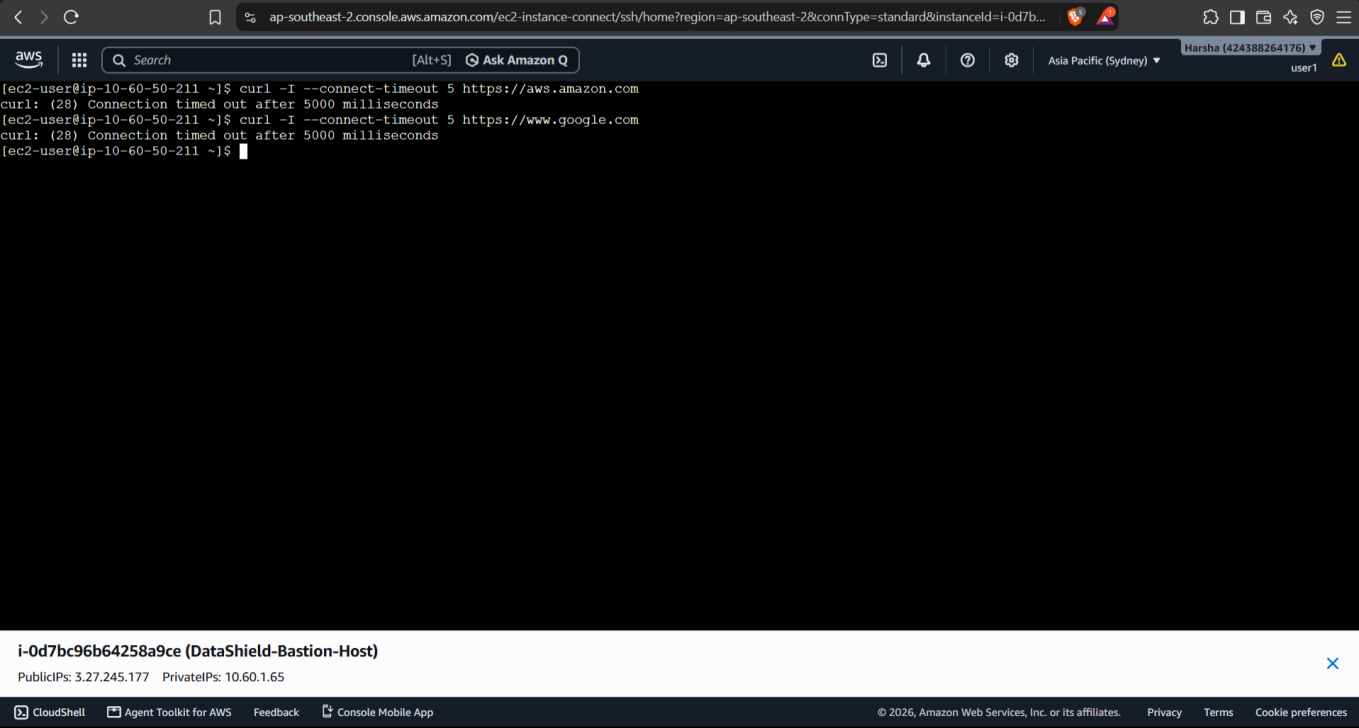 ap-southeast-2.console.aws.amazon.com/ec2-instance-connect/ssh/home?region=ap-southeast-2&connType=standard&instanceId=i-0d7b...
5
1
aws
Search [Alt+S] Ask Amazon Q
Asia Pacific (Sydney) ▼
Harsha (424388264176) ▼
user1
[ec2-user@ip-10-60-50-211 ~]$ curl -I --connect-timeout 5 https://aws.amazon.com
curl: (28) Connection timed out after 5000 milliseconds
[ec2-user@ip-10-60-50-211 ~]$ curl -I --connect-timeout 5 https://www.google.com
curl: (28) Connection timed out after 5000 milliseconds
[ec2-user@ip-10-60-50-211 ~]$
i-0d7bc96b64258a9ce (DataShield-Bastion-Host)
PublicIPs: 3.27.245.177 PrivateIPs: 10.60.1.65
CloudShell Agent Toolkit for AWS Feedback Console Mobile App © 2026, Amazon Web Services, Inc. or its affiliates. Privacy Terms Cookie preferences